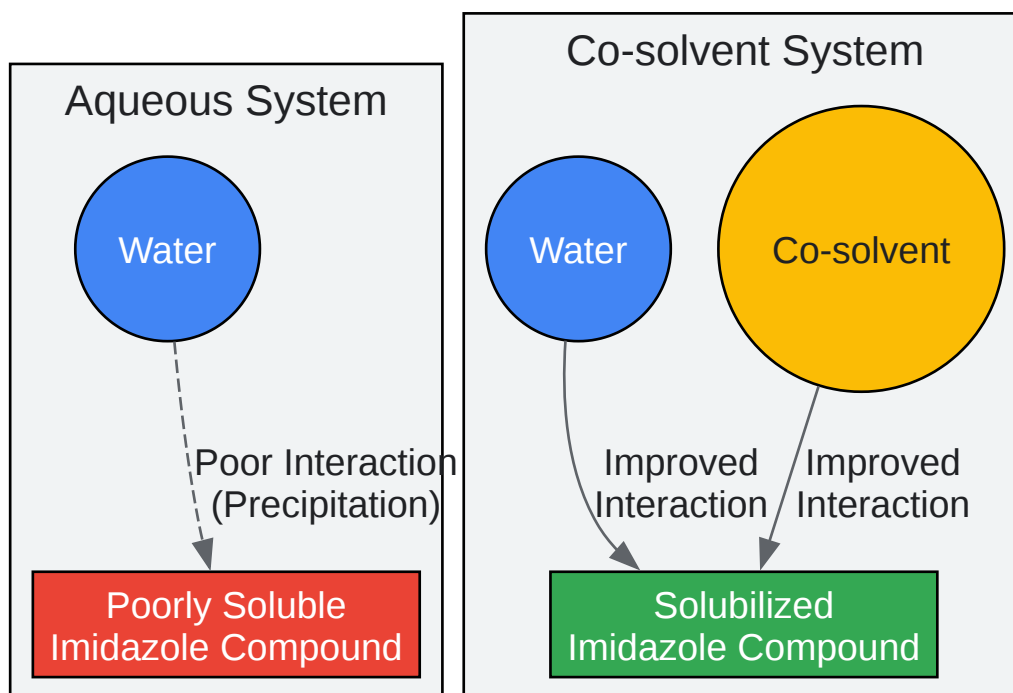 Aqueous System
Water
Poor Interaction
(Precipitation)
Poorly Soluble
Imidazole Compound
Co-solvent System
Water
Co-solvent
Improved
Interaction
Improved
Interaction
Solubilized
Imidazole Compound